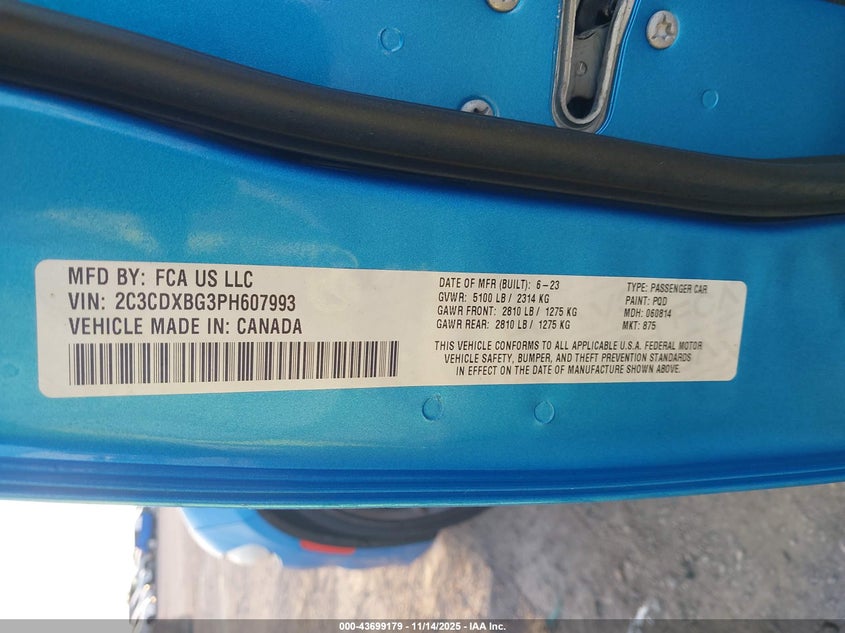 MFD BY: FCA US LLC
VIN: 2C3CDXBG3PH607993
VEHICLE MADE IN: CANADA
DATE OF MFR (BUILT): 6-23
GVWR: 5100 LB / 2314 KG
GAWR FRONT: 2810 LB / 1275 KG
GAWR REAR: 2810 LB / 1275 KG
TYPE: PASSENGER CAR
PAINT: PQD
MDH: 060814
MKT: 875
THIS VEHICLE CONFORMS TO ALL APPLICABLE U.S.A. FEDERAL MOTOR
VEHICLE SAFETY, BUMPER, AND THEFT PREVENTION STANDARDS
IN EFFECT ON THE DATE OF MANUFACTURE SHOWN ABOVE.
000-43699179 | 11/14/2025 – IAA Inc.